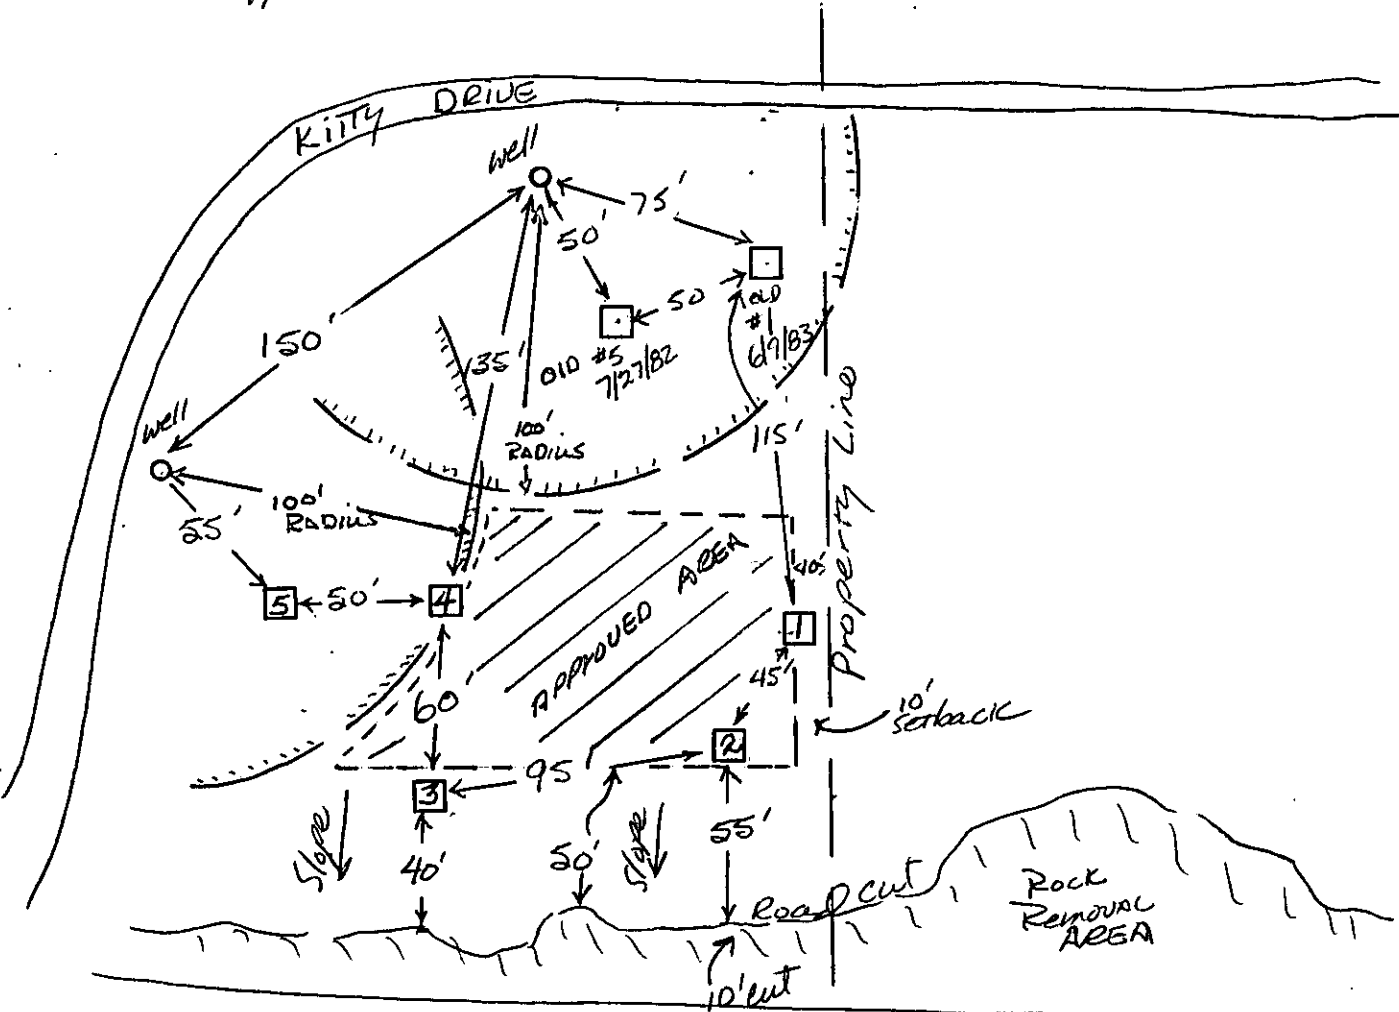 Kitty DRIVE
well
75'
50'
50
OLD
#1
6/7/83
OLD #5
7/27/82
150'
135'
100'
RADIUS
115'
Property Line
well
100'
RADIUS
55'
5
50'
4
APPROVED AREA
10'
1
45'
60'
2
10'
setback
95
3
Slope
40'
50'
Slope
55'
Road cut
10' cut
ROCK
REMOVAL
AREA